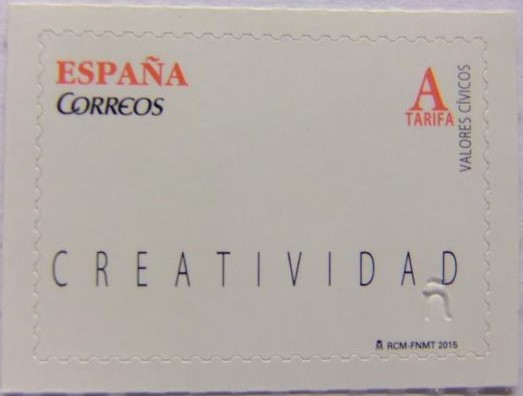 ESPAÑA
CORREOS
A
TARIFA
VALORES CÍVICOS
CREATIVIDAD
ñ
RCM-FNMT 2015